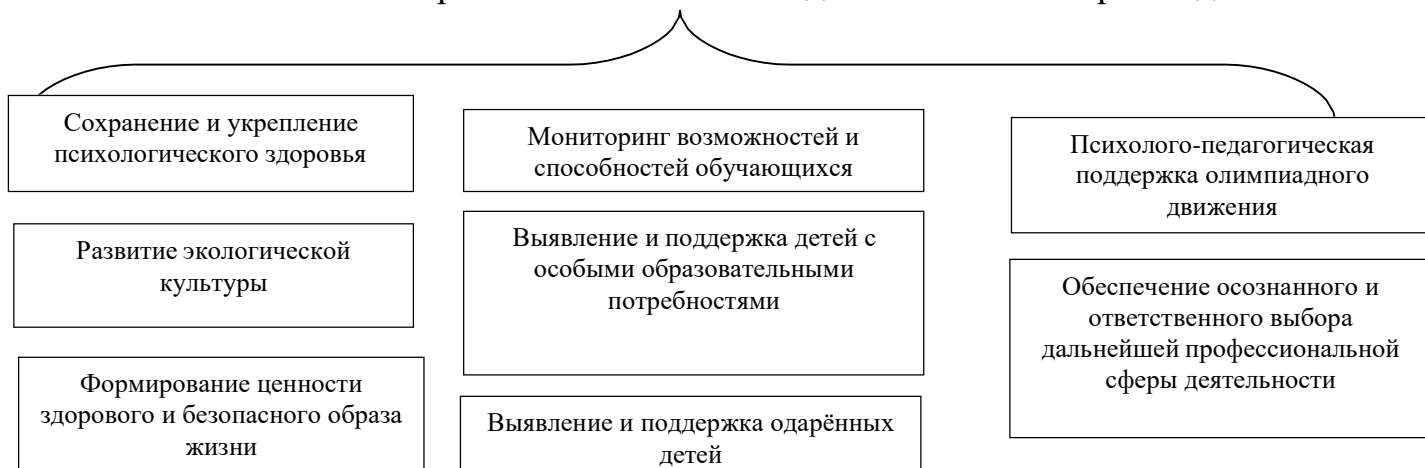 Сохранение и укрепление
психологического здоровья
Развитие экологической
культуры
Формирование ценности
здорового и безопасного образа
жизни
Мониторинг возможностей и
способностей обучающихся
Выявление и поддержка детей с
особыми образовательными
потребностями
Выявление и поддержка одарённых
детей
Психолого-педагогическая
поддержка олимпиадного
движения
Обеспечение осознанного и
ответственного выбора
дальнейшей профессиональной
сферы деятельности